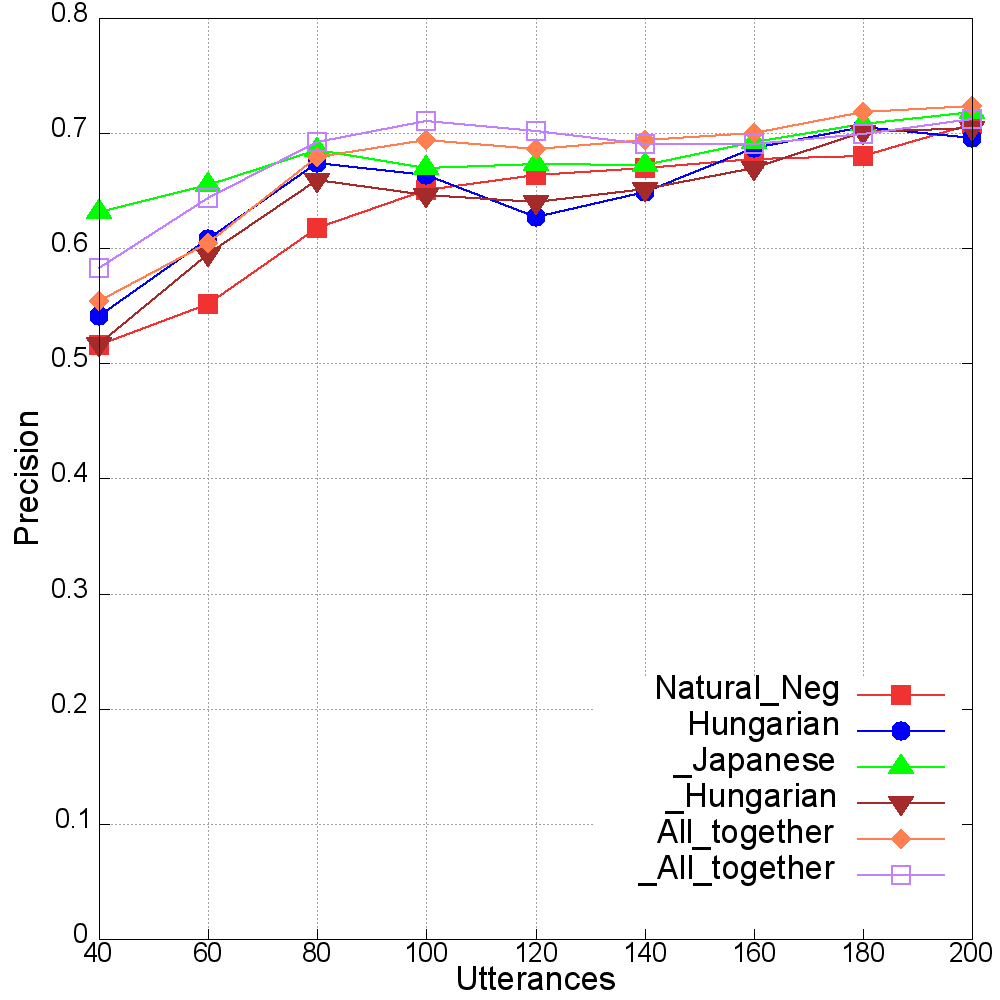 0.8
0.7
0.6
0.5
0.4
0.3
0.2
0.1
0
Precision
Natural_Neg
Hungarian
_Japanese
_Hungarian
All_together
_All_together
40 60 80 100 120 140 160 180 200
Utterances